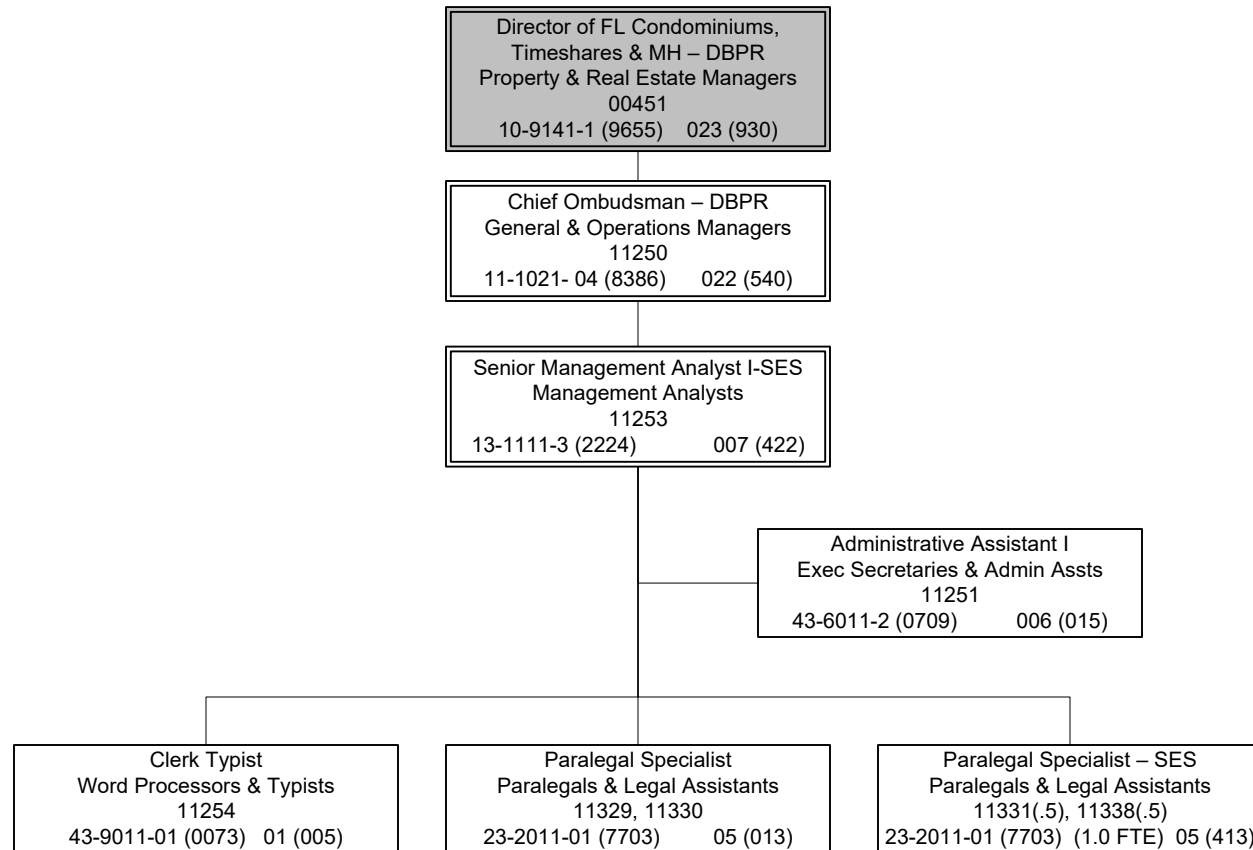 Director of FL Condominiums,
Timeshares & MH – DBPR
Property & Real Estate Managers
00451
10-9141-1 (9655) 023 (930)
Chief Ombudsman – DBPR
General & Operations Managers
11250
11-1021- 04 (8386) 022 (540)
Senior Management Analyst I-SES
Management Analysts
11253
13-1111-3 (2224) 007 (422)
Administrative Assistant I
Exec Secretaries & Admin Assts
11251
43-6011-2 (0709) 006 (015)
Clerk Typist
Word Processors & Typists
11254
43-9011-01 (0073) 01 (005)
Paralegal Specialist
Paralegals & Legal Assistants
11329, 11330
23-2011-01 (7703) 05 (013)
Paralegal Specialist – SES
Paralegals & Legal Assistants
11331(.5), 11338(.5)
23-2011-01 (7703) (1.0 FTE) 05 (413)